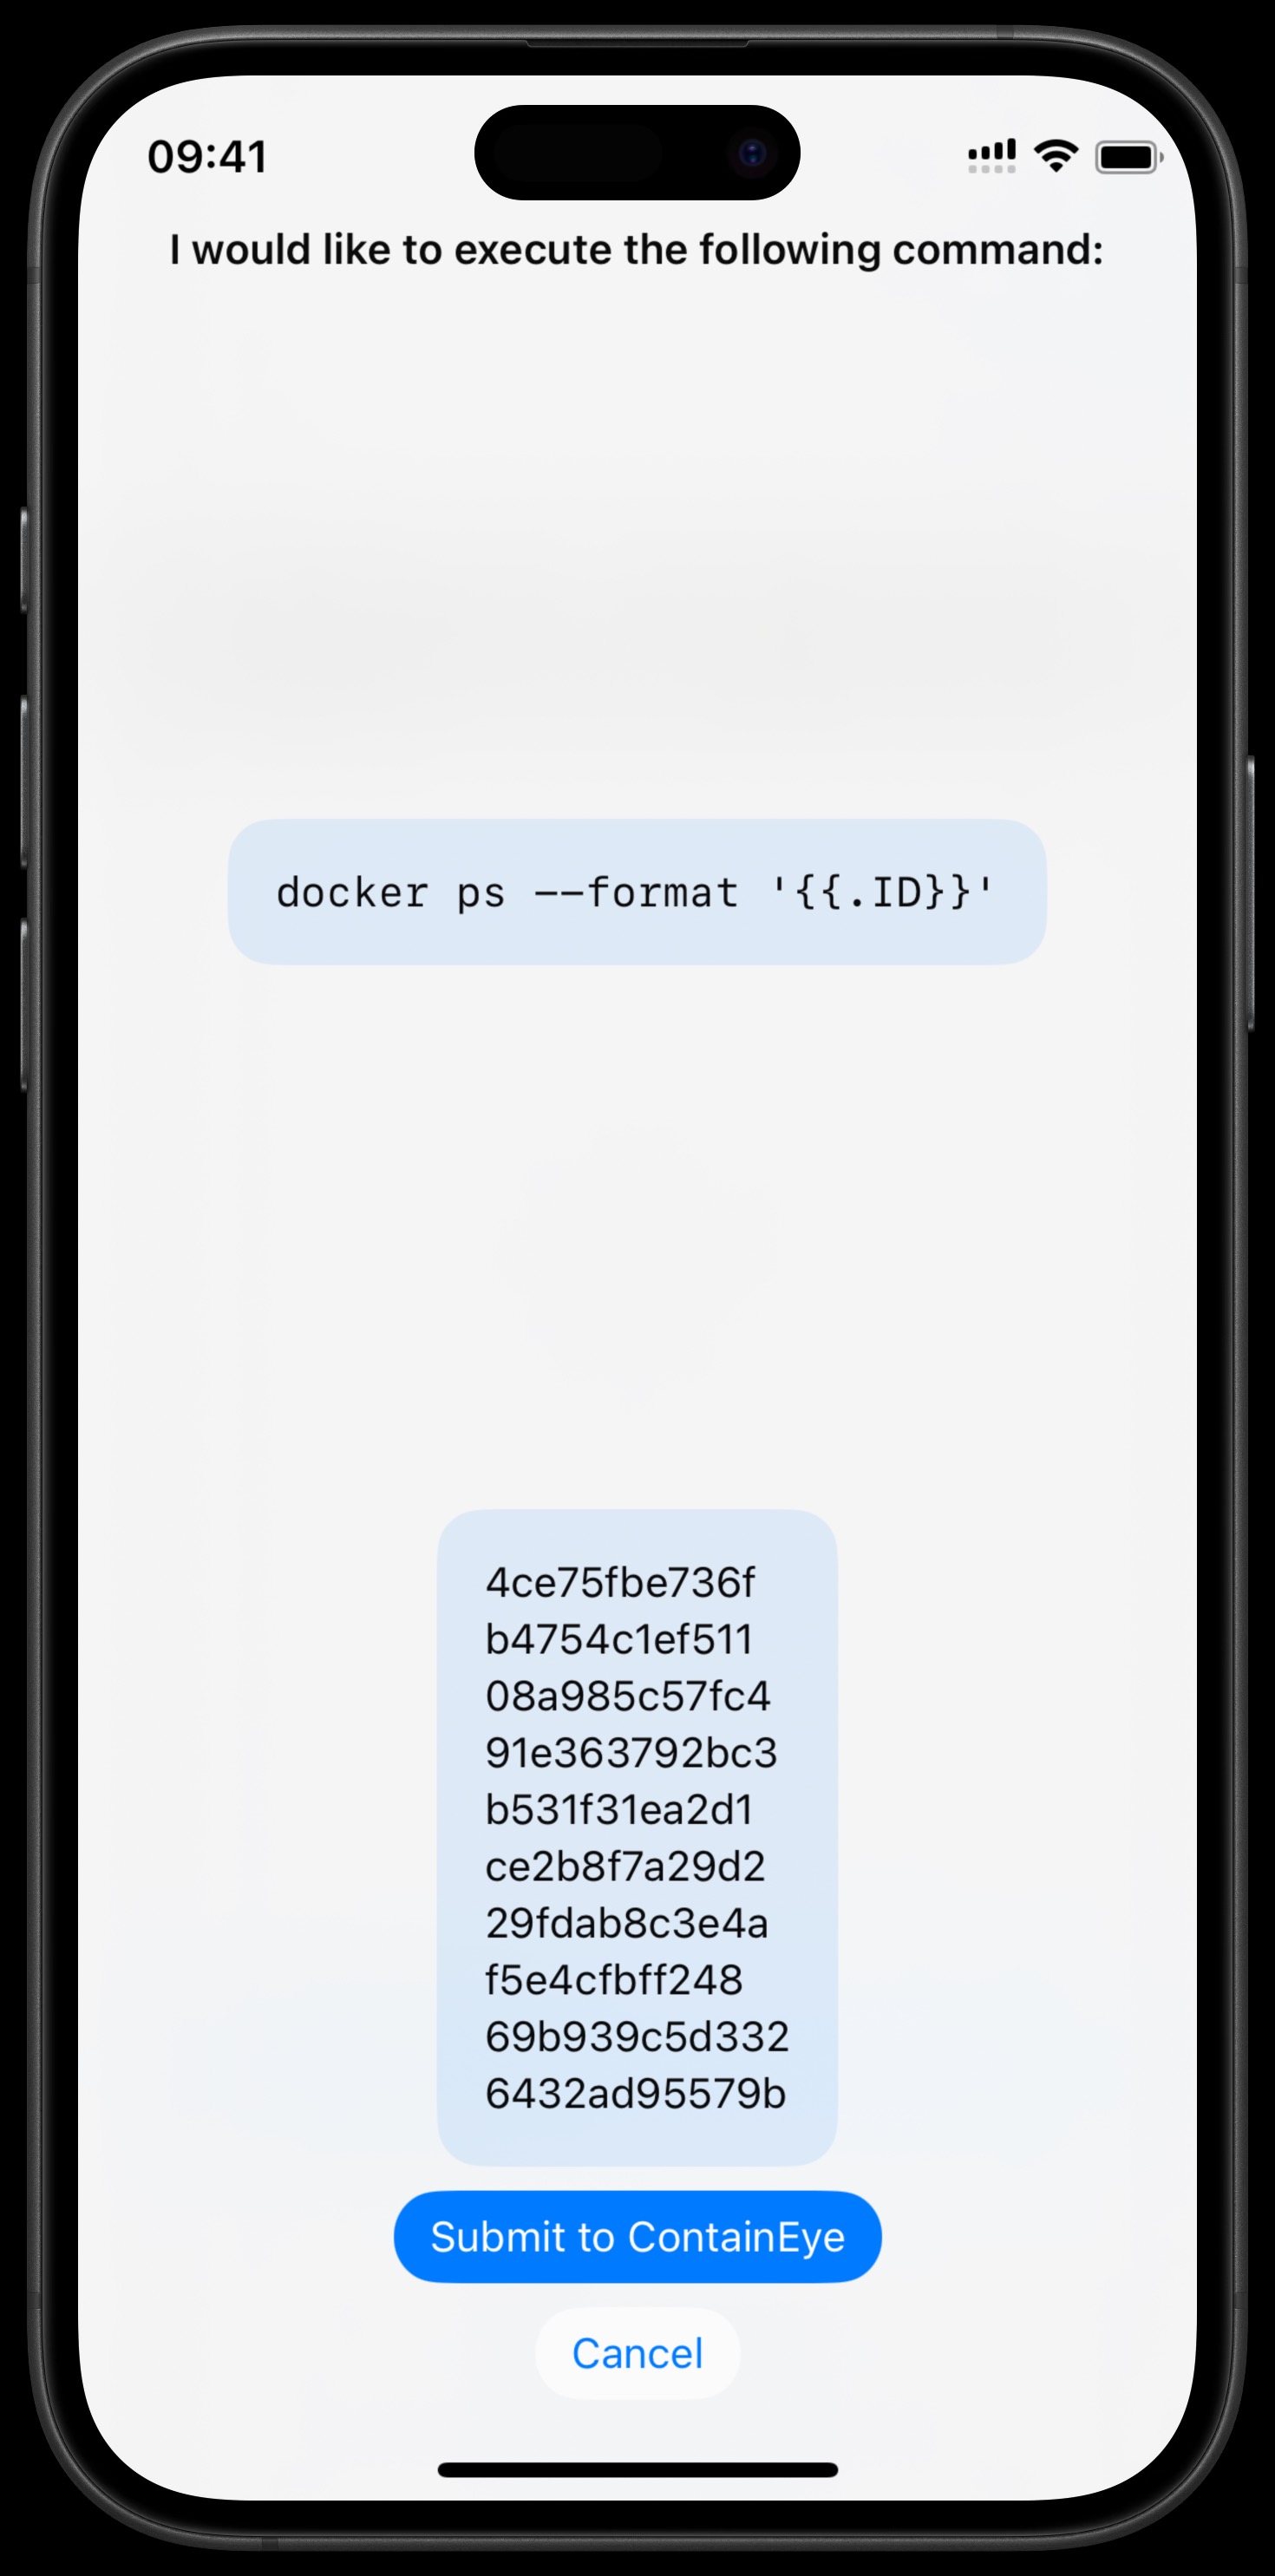 09:41
I would like to execute the following command:
docker ps --format '{{.ID}}'
4ce75fbe736f
b4754c1ef511
08a985c57fc4
91e363792bc3
b531f31ea2d1
ce2b8f7a29d2
29fdab8c3e4a
f5e4cfbff248
69b939c5d332
6432ad95579b
Submit to ContainEye
Cancel